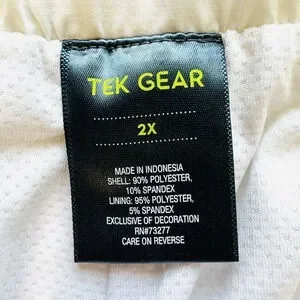 TEK GEAR
2X
MADE IN INDONESIA
SHELL: 90% POLYESTER,
10% SPANDEX
LINING: 95% POLYESTER,
5% SPANDEX
EXCLUSIVE OF DECORATION
RN#73277
CARE ON REVERSE